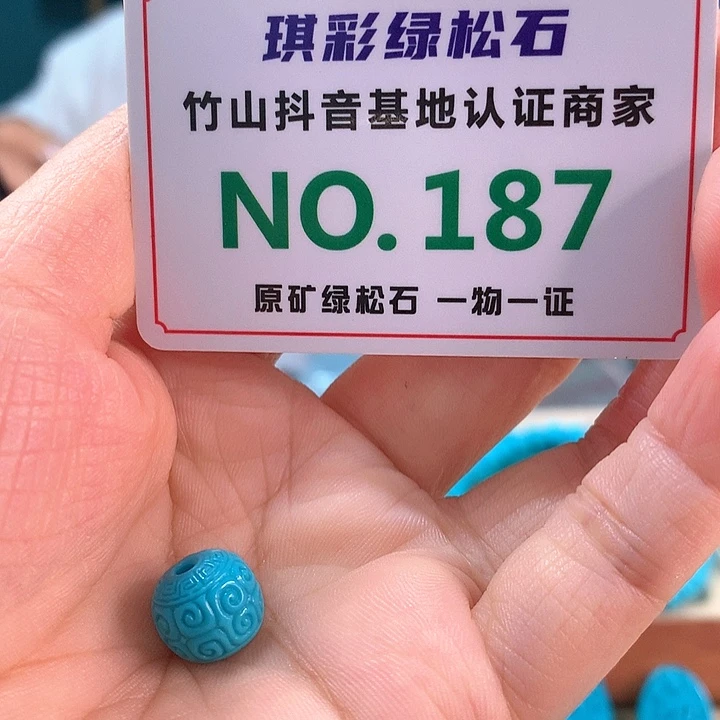 琪彩绿松石
竹山抖音基地认证商家
NO.187
原矿绿松石 一物一证